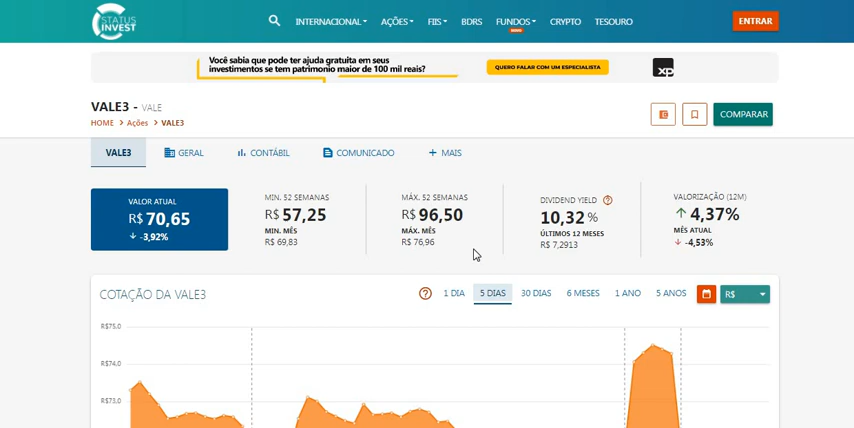 STATUS
INVEST
INTERNACIONAL
AÇÕES
FIIS
BDRS
FUNDOS
CRYPTO
TESOURO
ENTRAR
Você sabia que pode ter ajuda gratuita em seus
investimentos se tem patrimonio maior de 100 mil reais?
QUERO FALAR COM UM ESPECIALISTA
xp
VALE3 - VALE
HOME > Ações > VALE3
COMPARAR
VALE3
GERAL
CONTÁBIL
COMUNICADO
+ MAIS
VALOR ATUAL
R$ 70,65
-3,92%
MIN. 52 SEMANAS
R$ 57,25
MIN. MÊS
R$ 69,83
MÁX. 52 SEMANAS
R$ 96,50
MÁX. MÊS
R$ 76,96
DIVIDEND YIELD ?
10,32 %
ÚLTIMOS 12 MESES
R$ 7,2913
VALORIZAÇÃO (12M)
4,37%
MÊS ATUAL
-4,53%
COTAÇÃO DA VALE3
?
1 DIA
5 DIAS
30 DIAS
6 MESES
1 ANO
5 ANOS
R$
R$75.0
R$74.0
R$73.0